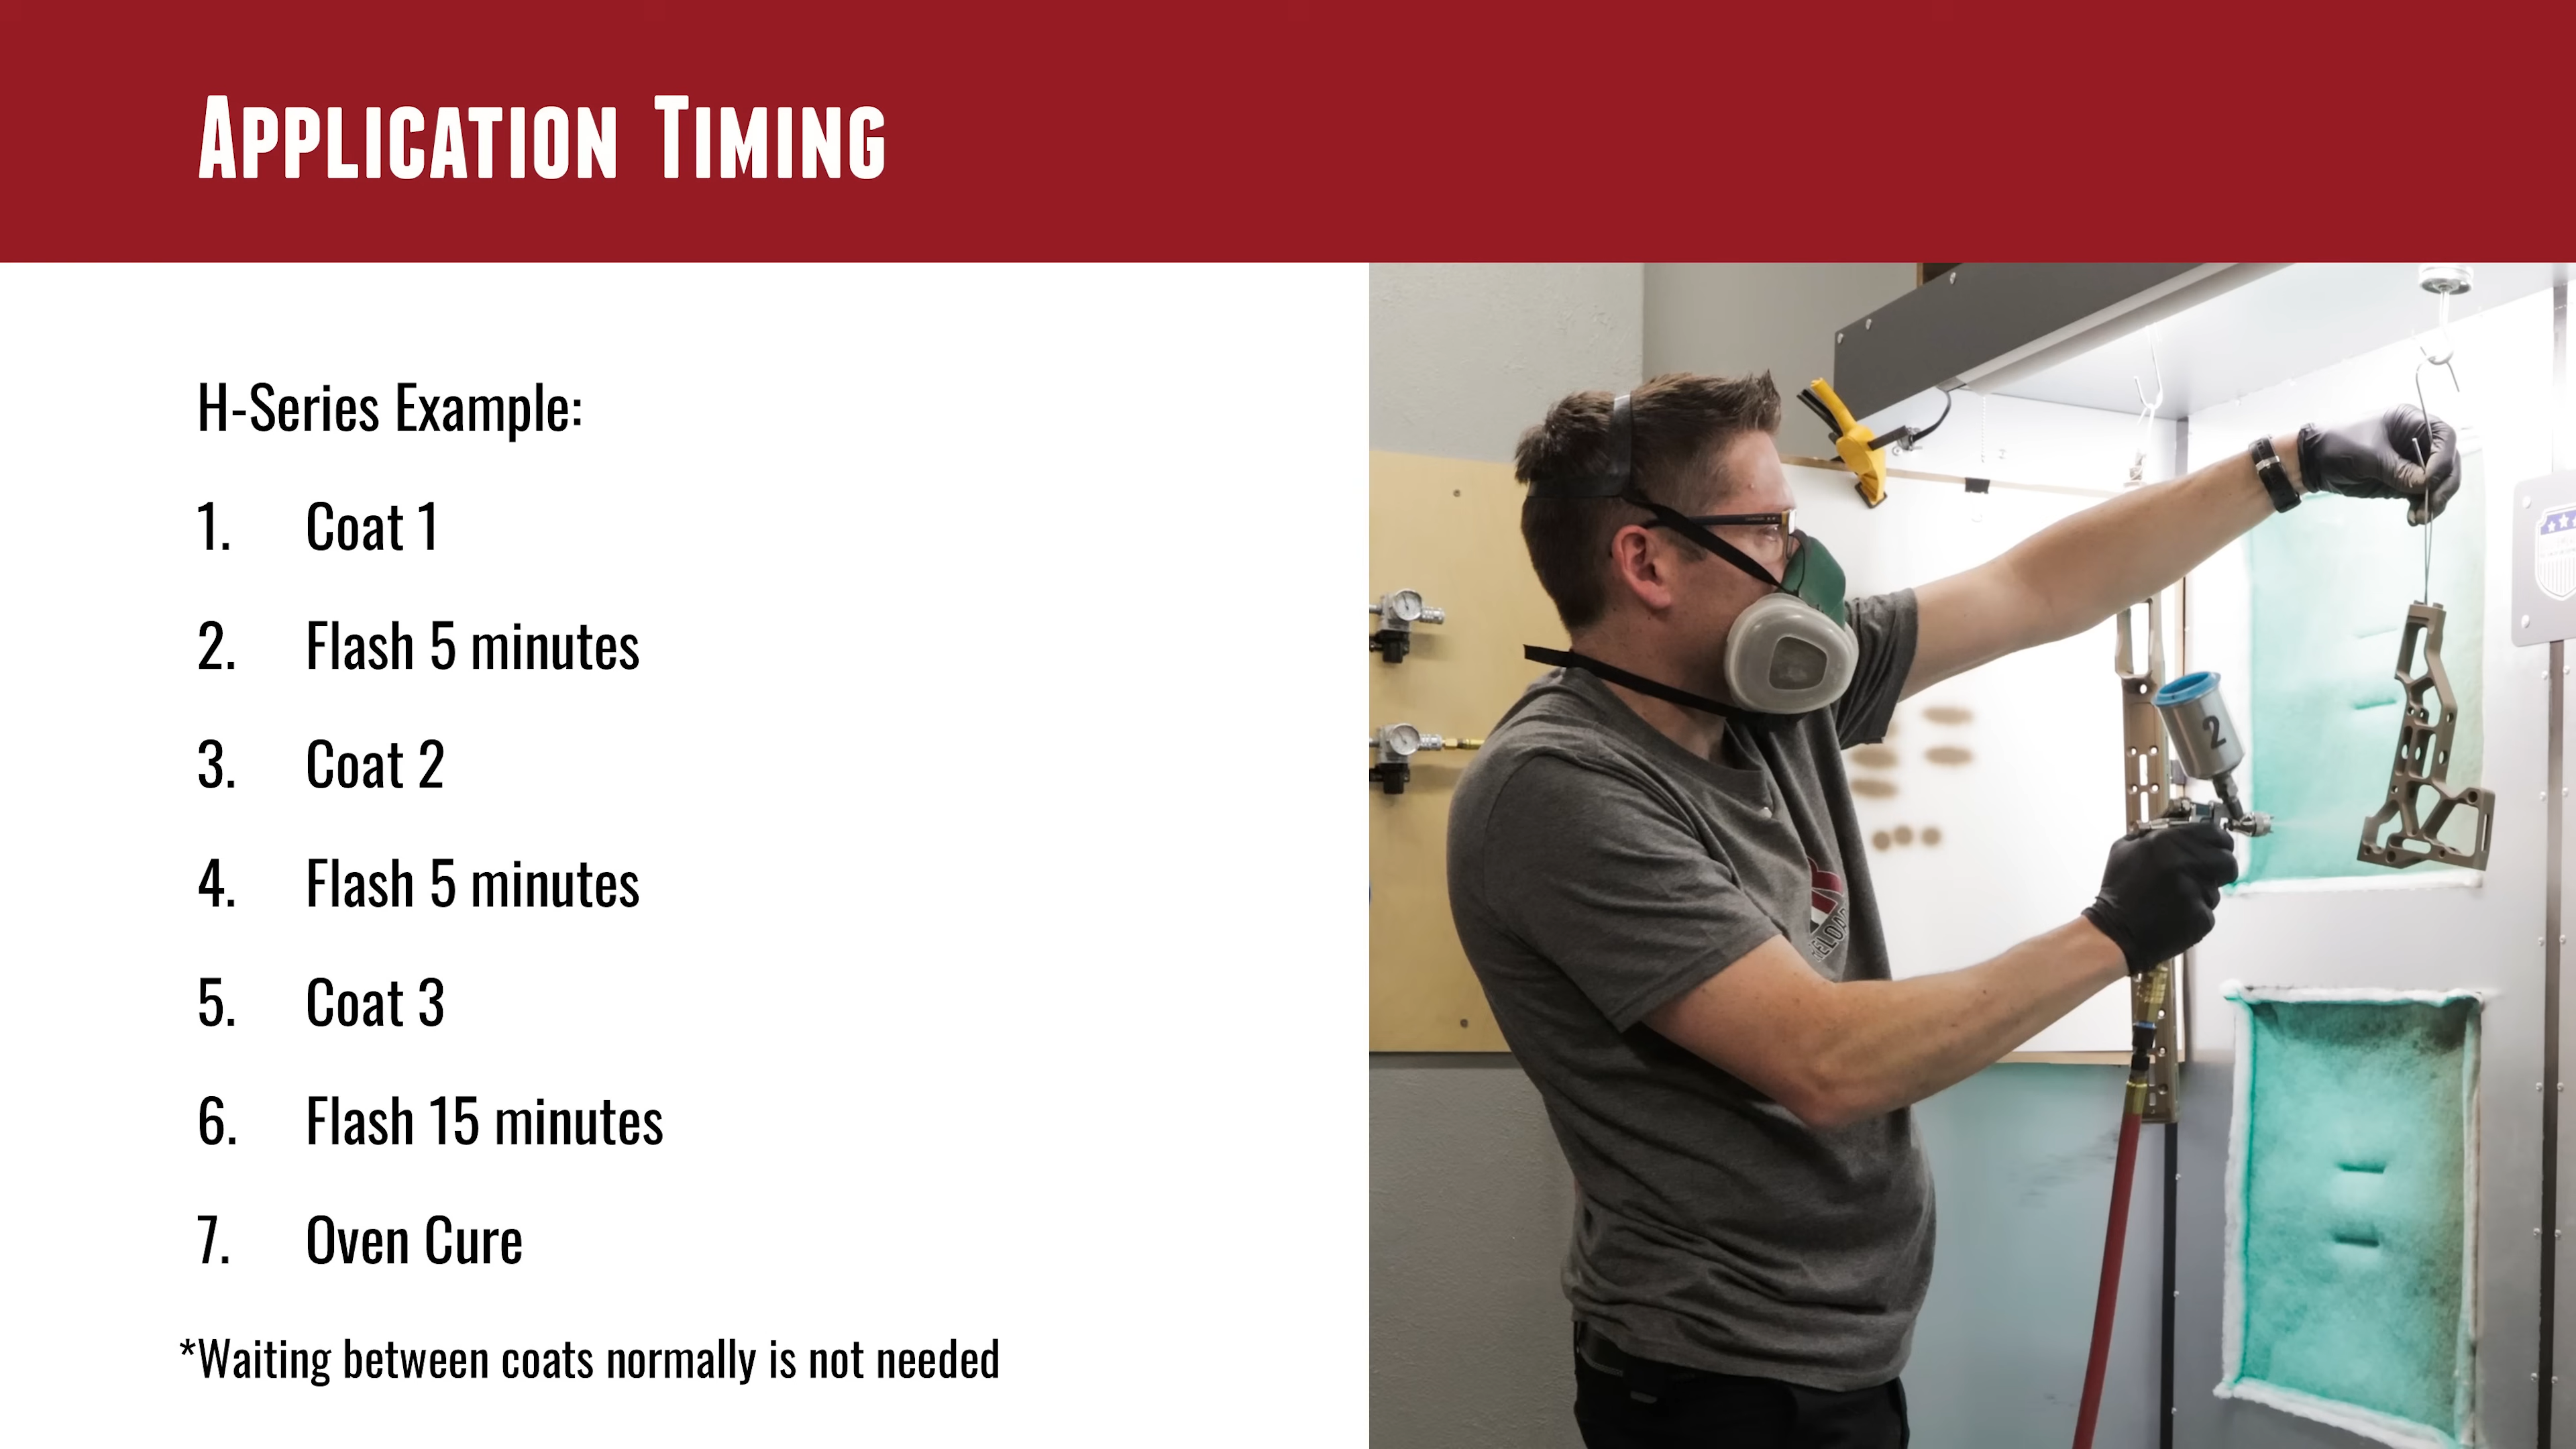 Application Timing
H-Series Example:
1. Coat 1
2. Flash 5 minutes
3. Coat 2
4. Flash 5 minutes
5. Coat 3
6. Flash 15 minutes
7. Oven Cure
*Waiting between coats normally is not needed
2